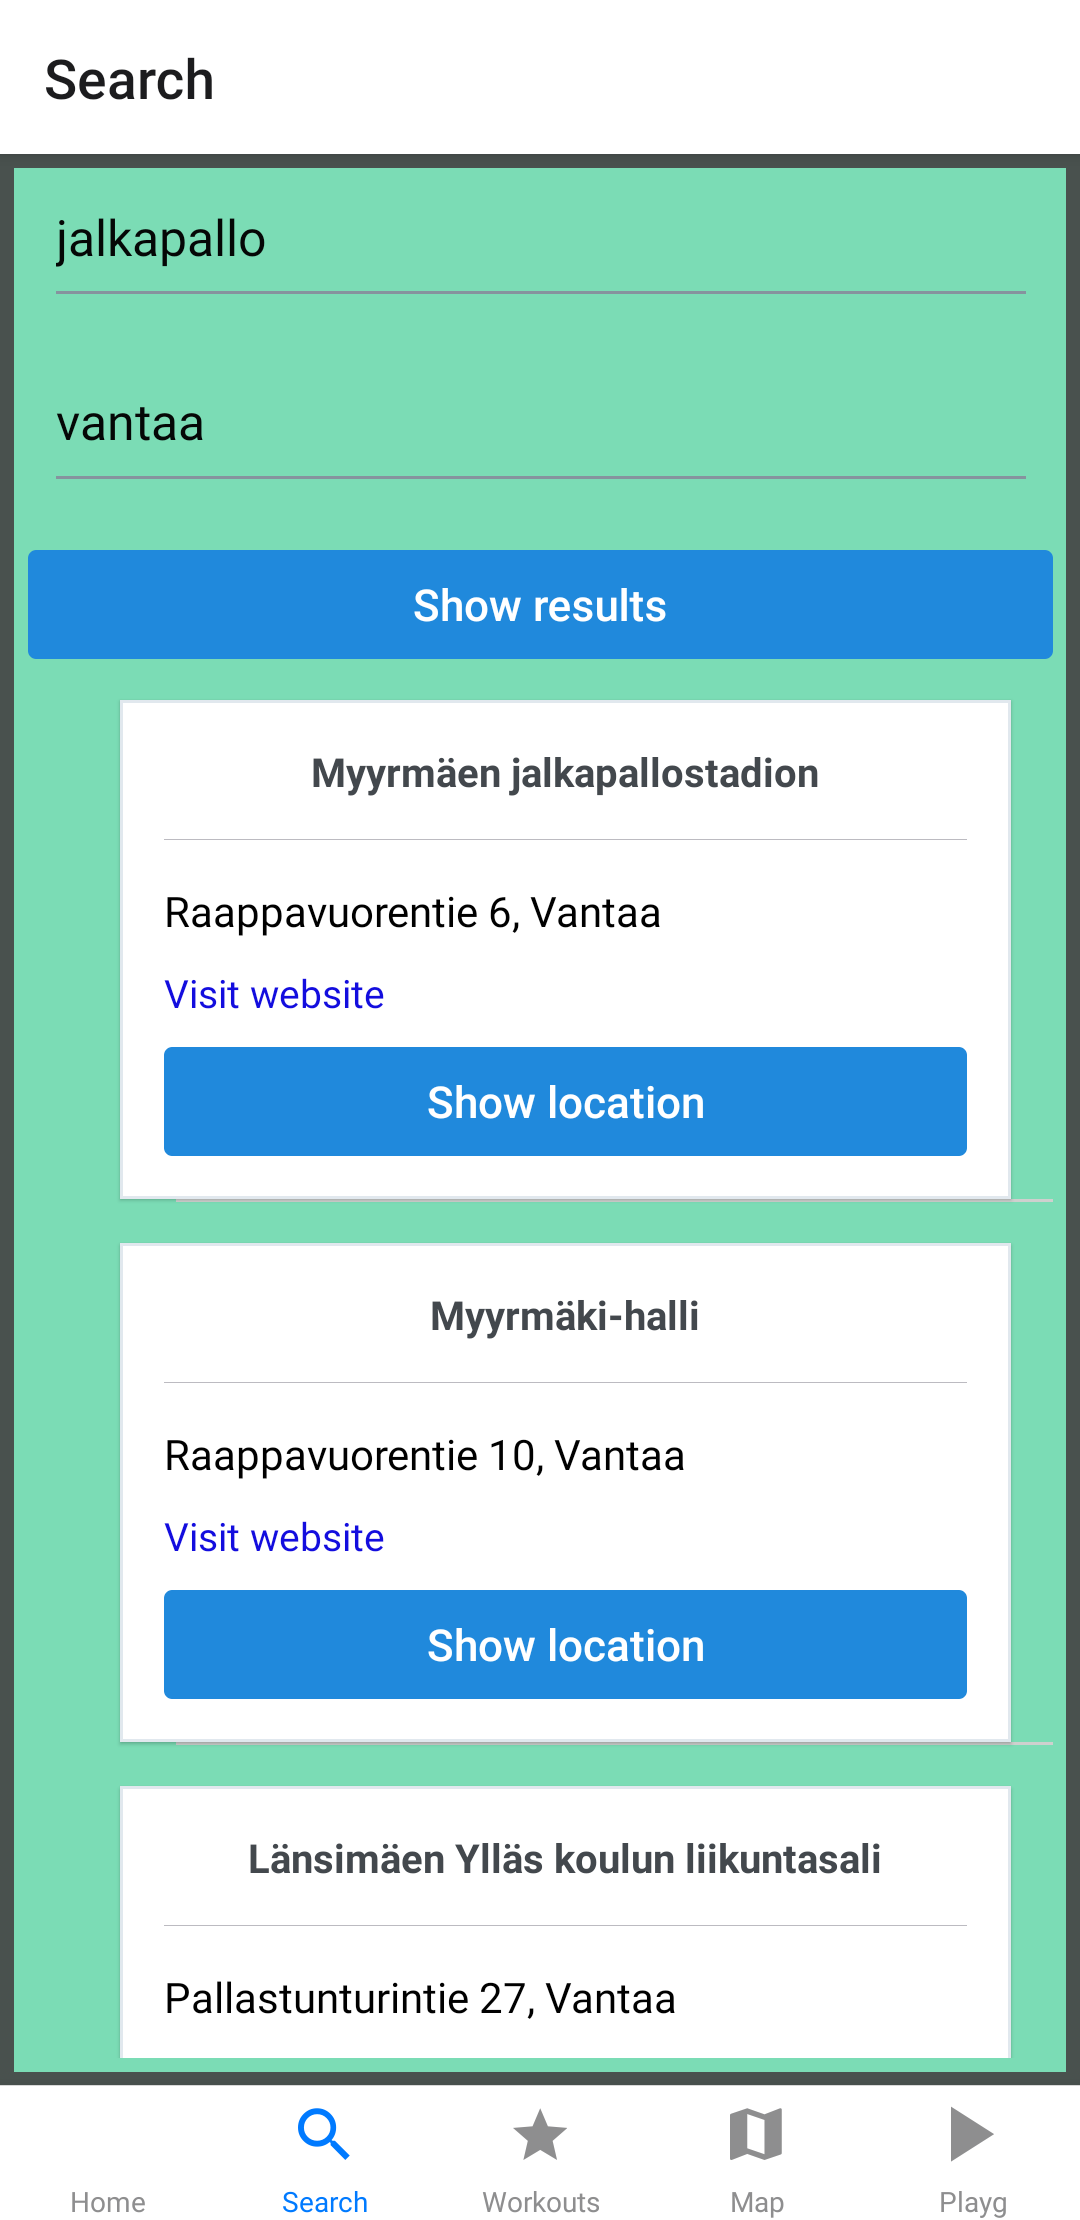 Search
jalkapallo
vantaa
Show results
Myyrmäen jalkapallostadion
Raappavuorentie 6, Vantaa
Visit website
Show location
Myyrmäki-halli
Raappavuorentie 10, Vantaa
Visit website
Show location
Länsimäen Ylläs koulun liikuntasali
Pallastunturintie 27, Vantaa
Home Search Workouts Map Playg